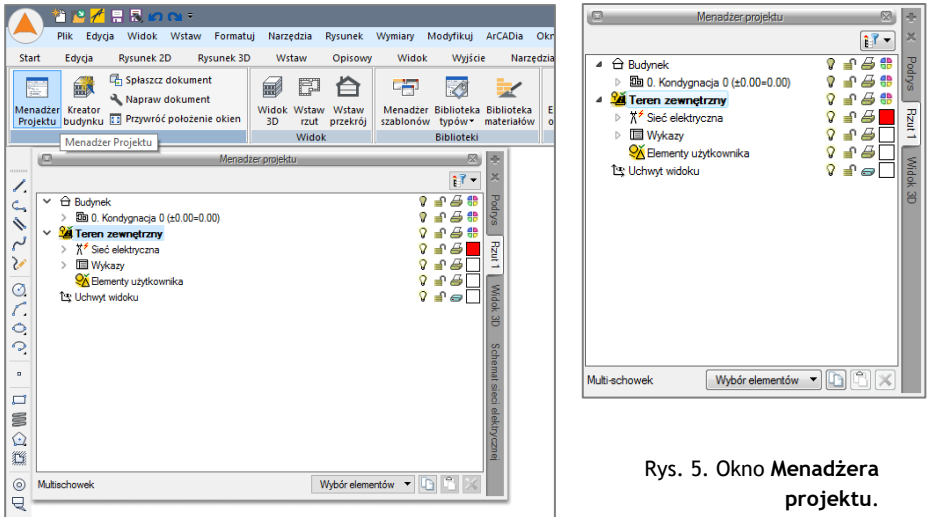 Plik Edycja Widok Wstaw Formatuj Narzędzia Rysunek Wymiary Modyfikuj ArCADia Okn
Start Edycja Rysunek 2D Rysunek 3D Wstaw Opisowy Widok Wyjście Narzędzia
Menadżer Projektu
Kreator budynku
Spłaszcz dokument
Napraw dokument
Przywróć położenie okien
Widok 3D
Wstaw rzut
Wstaw przekrój
Menadżer szablonów
Biblioteka typów
Biblioteka materiałów
Widok
Biblioteki
Menadżer Projektu
Menadżer projektu
Budynek
0. Kondygnacja 0 (±0.00=0.00)
Teren zewnętrzny
Sieć elektryczna
Wykazy
Elementy użytkownika
Uchwyt widoku
Podrys
Rzut 1
Widok 3D
Schemat sieci elektrycznej
Multischowek
Wybór elementów
Menadżer projektu
Budynek
0. Kondygnacja 0 (±0.00=0.00)
Teren zewnętrzny
Sieć elektryczna
Wykazy
Elementy użytkownika
Uchwyt widoku
Podrys
Rzut 1
Widok 3D
Multi-schowek
Wybór elementów
Rys. 5. Okno Menadżera
projektu.